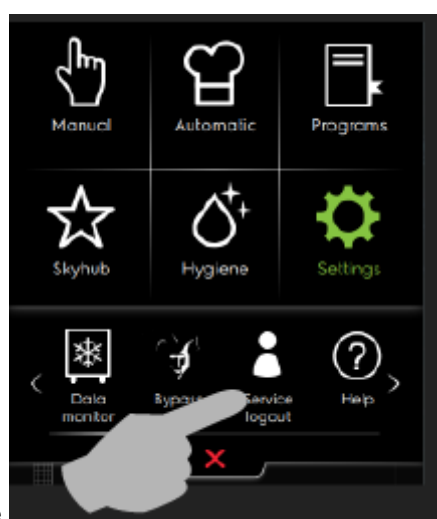 Manual
Automatic
Programs
Skyhub
Hygiene
Settings
Data
monitor
Service
logout
Help